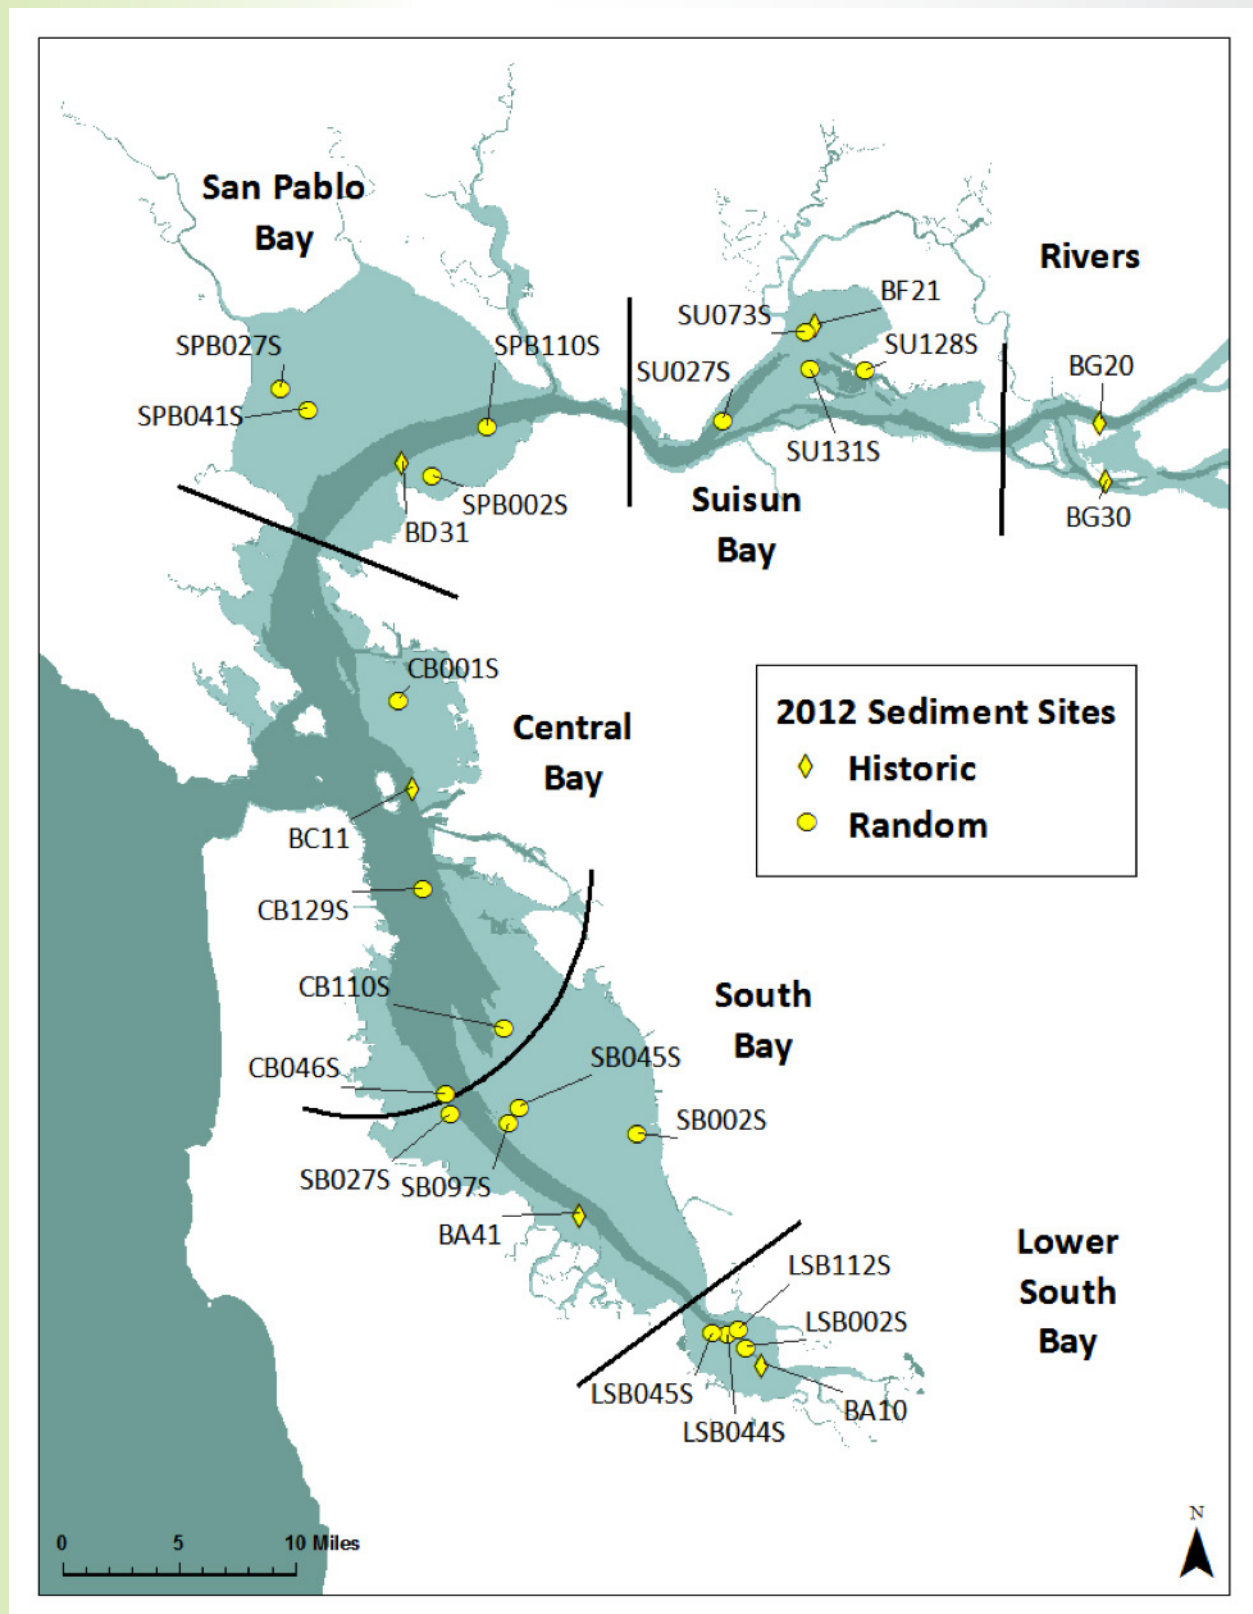 San Pablo
Bay
Rivers
BF21
SU073S
SPB027S
SPB110S
SU128S
SU027S
BG20
SPB041S
SU131S
SPB002S
Suisun
Bay
BG30
BD31
CB001S
2012 Sediment Sites
Historic
Random
Central
Bay
BC11
CB129S
CB110S
South
Bay
SB045S
CB046S
SB002S
SB027S
SB097S
BA41
Lower
South
Bay
LSB112S
LSB002S
LSB045S
BA10
LSB044S
N
0 5 10 Miles